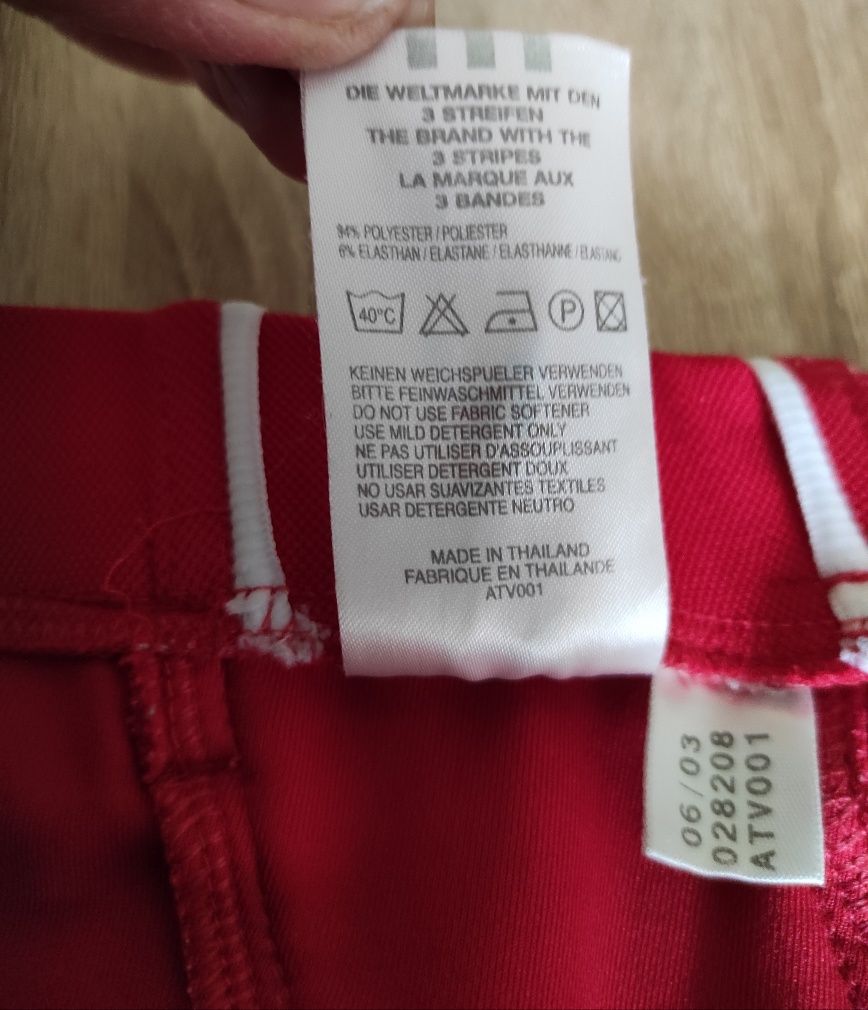 DIE WELTMARKE MIT DEN
3 STREIFEN
THE BRAND WITH THE
3 STRIPES
LA MARQUE AUX
3 BANDES
94% POLYESTER / POLIESTER
6% ELASTHAN / ELASTANE / ELASTHANNE / ELASTANO
40°C
P
KEINEN WEICHSPUELER VERWENDEN
BITTE FEINWASCHMITTEL VERWENDEN
DO NOT USE FABRIC SOFTENER
USE MILD DETERGENT ONLY
NE PAS UTILISER D'ASSOUPLISSANT
UTILISER DETERGENT DOUX
NO USAR SUAVIZANTES TEXTILES
USAR DETERGENTE NEUTRO
MADE IN THAILAND
FABRIQUE EN THAILANDE
ATV001
06/03
028208
ATV001